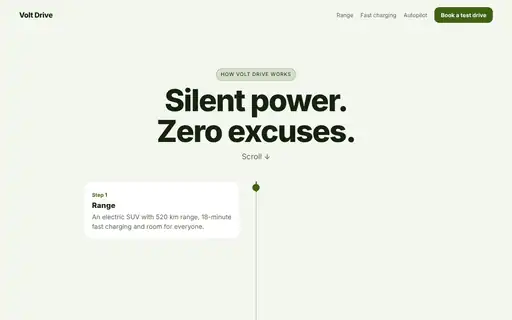 Volt Drive
Range
Fast charging
Autopilot
Book a test drive
HOW VOLT DRIVE WORKS
Silent power.
Zero excuses.
Scroll ↓
Step 1
Range
An electric SUV with 520 km range, 18-minute
fast charging and room for everyone.